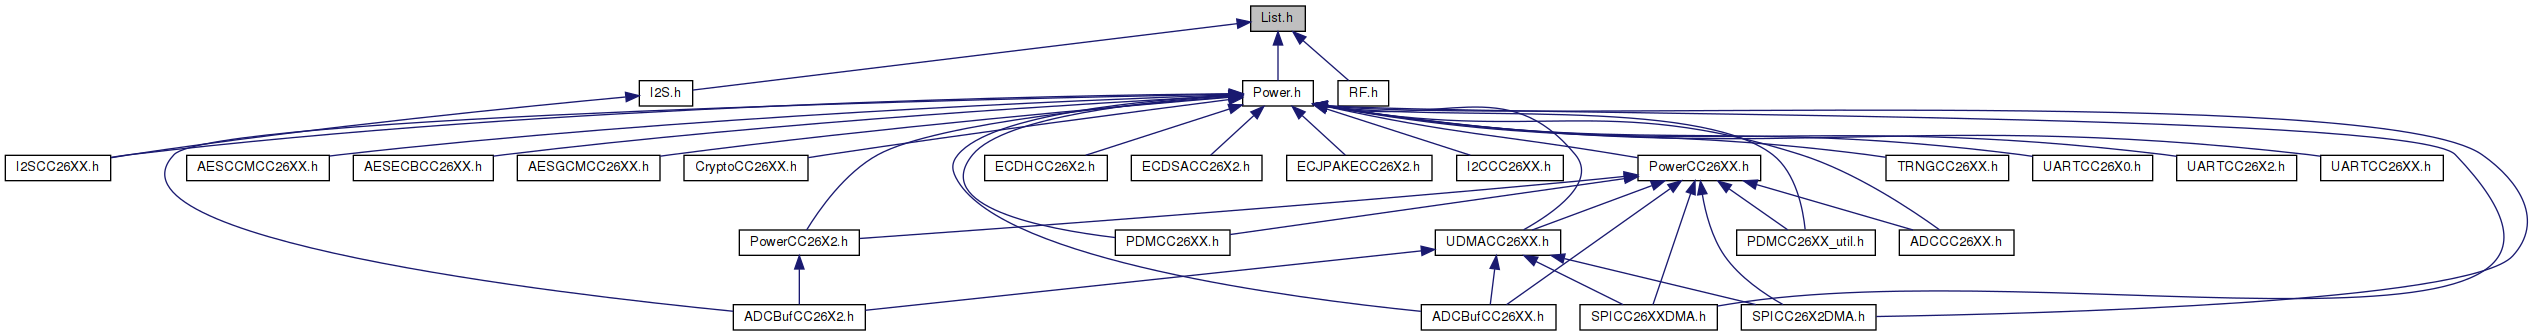 List.h
I2S.h
Power.h
RF.h
I2SCC26XX.h
AESCCMCC26XX.h
AESECBCC26XX.h
AESGCMCC26XX.h
CryptoCC26XX.h
ECDHCC26X2.h
ECDSACC26X2.h
ECJPAKECC26X2.h
I2CCC26XX.h
PowerCC26XX.h
TRNGCC26XX.h
UARTCC26X0.h
UARTCC26X2.h
UARTCC26XX.h
PowerCC26X2.h
PDMCC26XX.h
UDMACC26XX.h
PDMCC26XX_util.h
ADCCC26XX.h
ADCBufCC26X2.h
ADCBufCC26XX.h
SPICC26XXDMA.h
SPICC26X2DMA.h